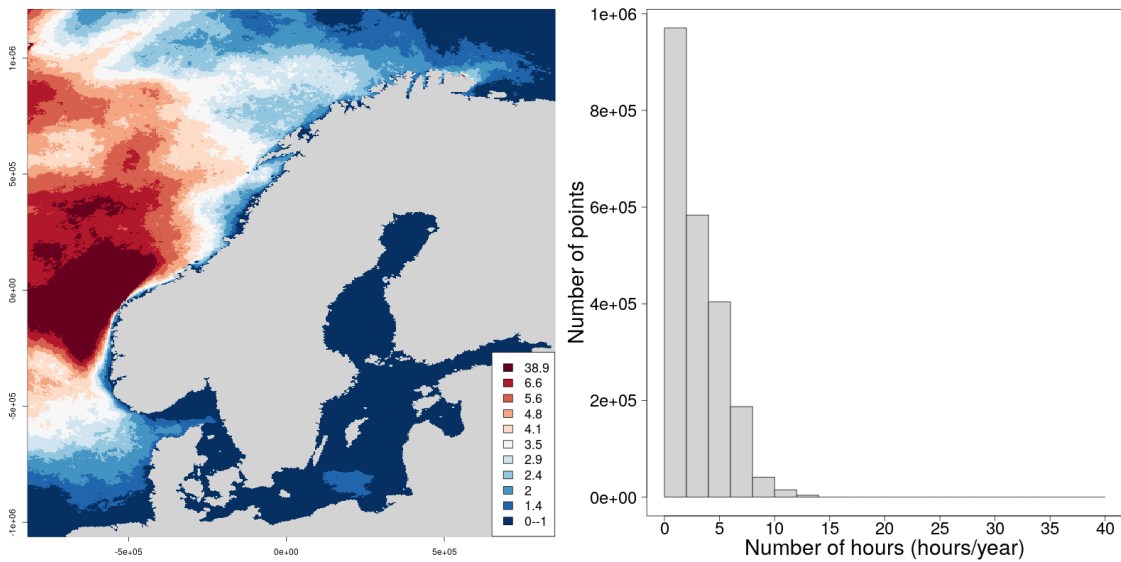 1e+06
5e+05
0e+00
-5e+05
-1e+06
-5e+05 0e+00 5e+05
38.9
6.6
5.6
4.8
4.1
3.5
2.9
2.4
2
1.4
0--1
Number of points
1e+06
8e+05
6e+05
4e+05
2e+05
0e+00
0 5 10 15 20 25 30 35 40
Number of hours (hours/year)